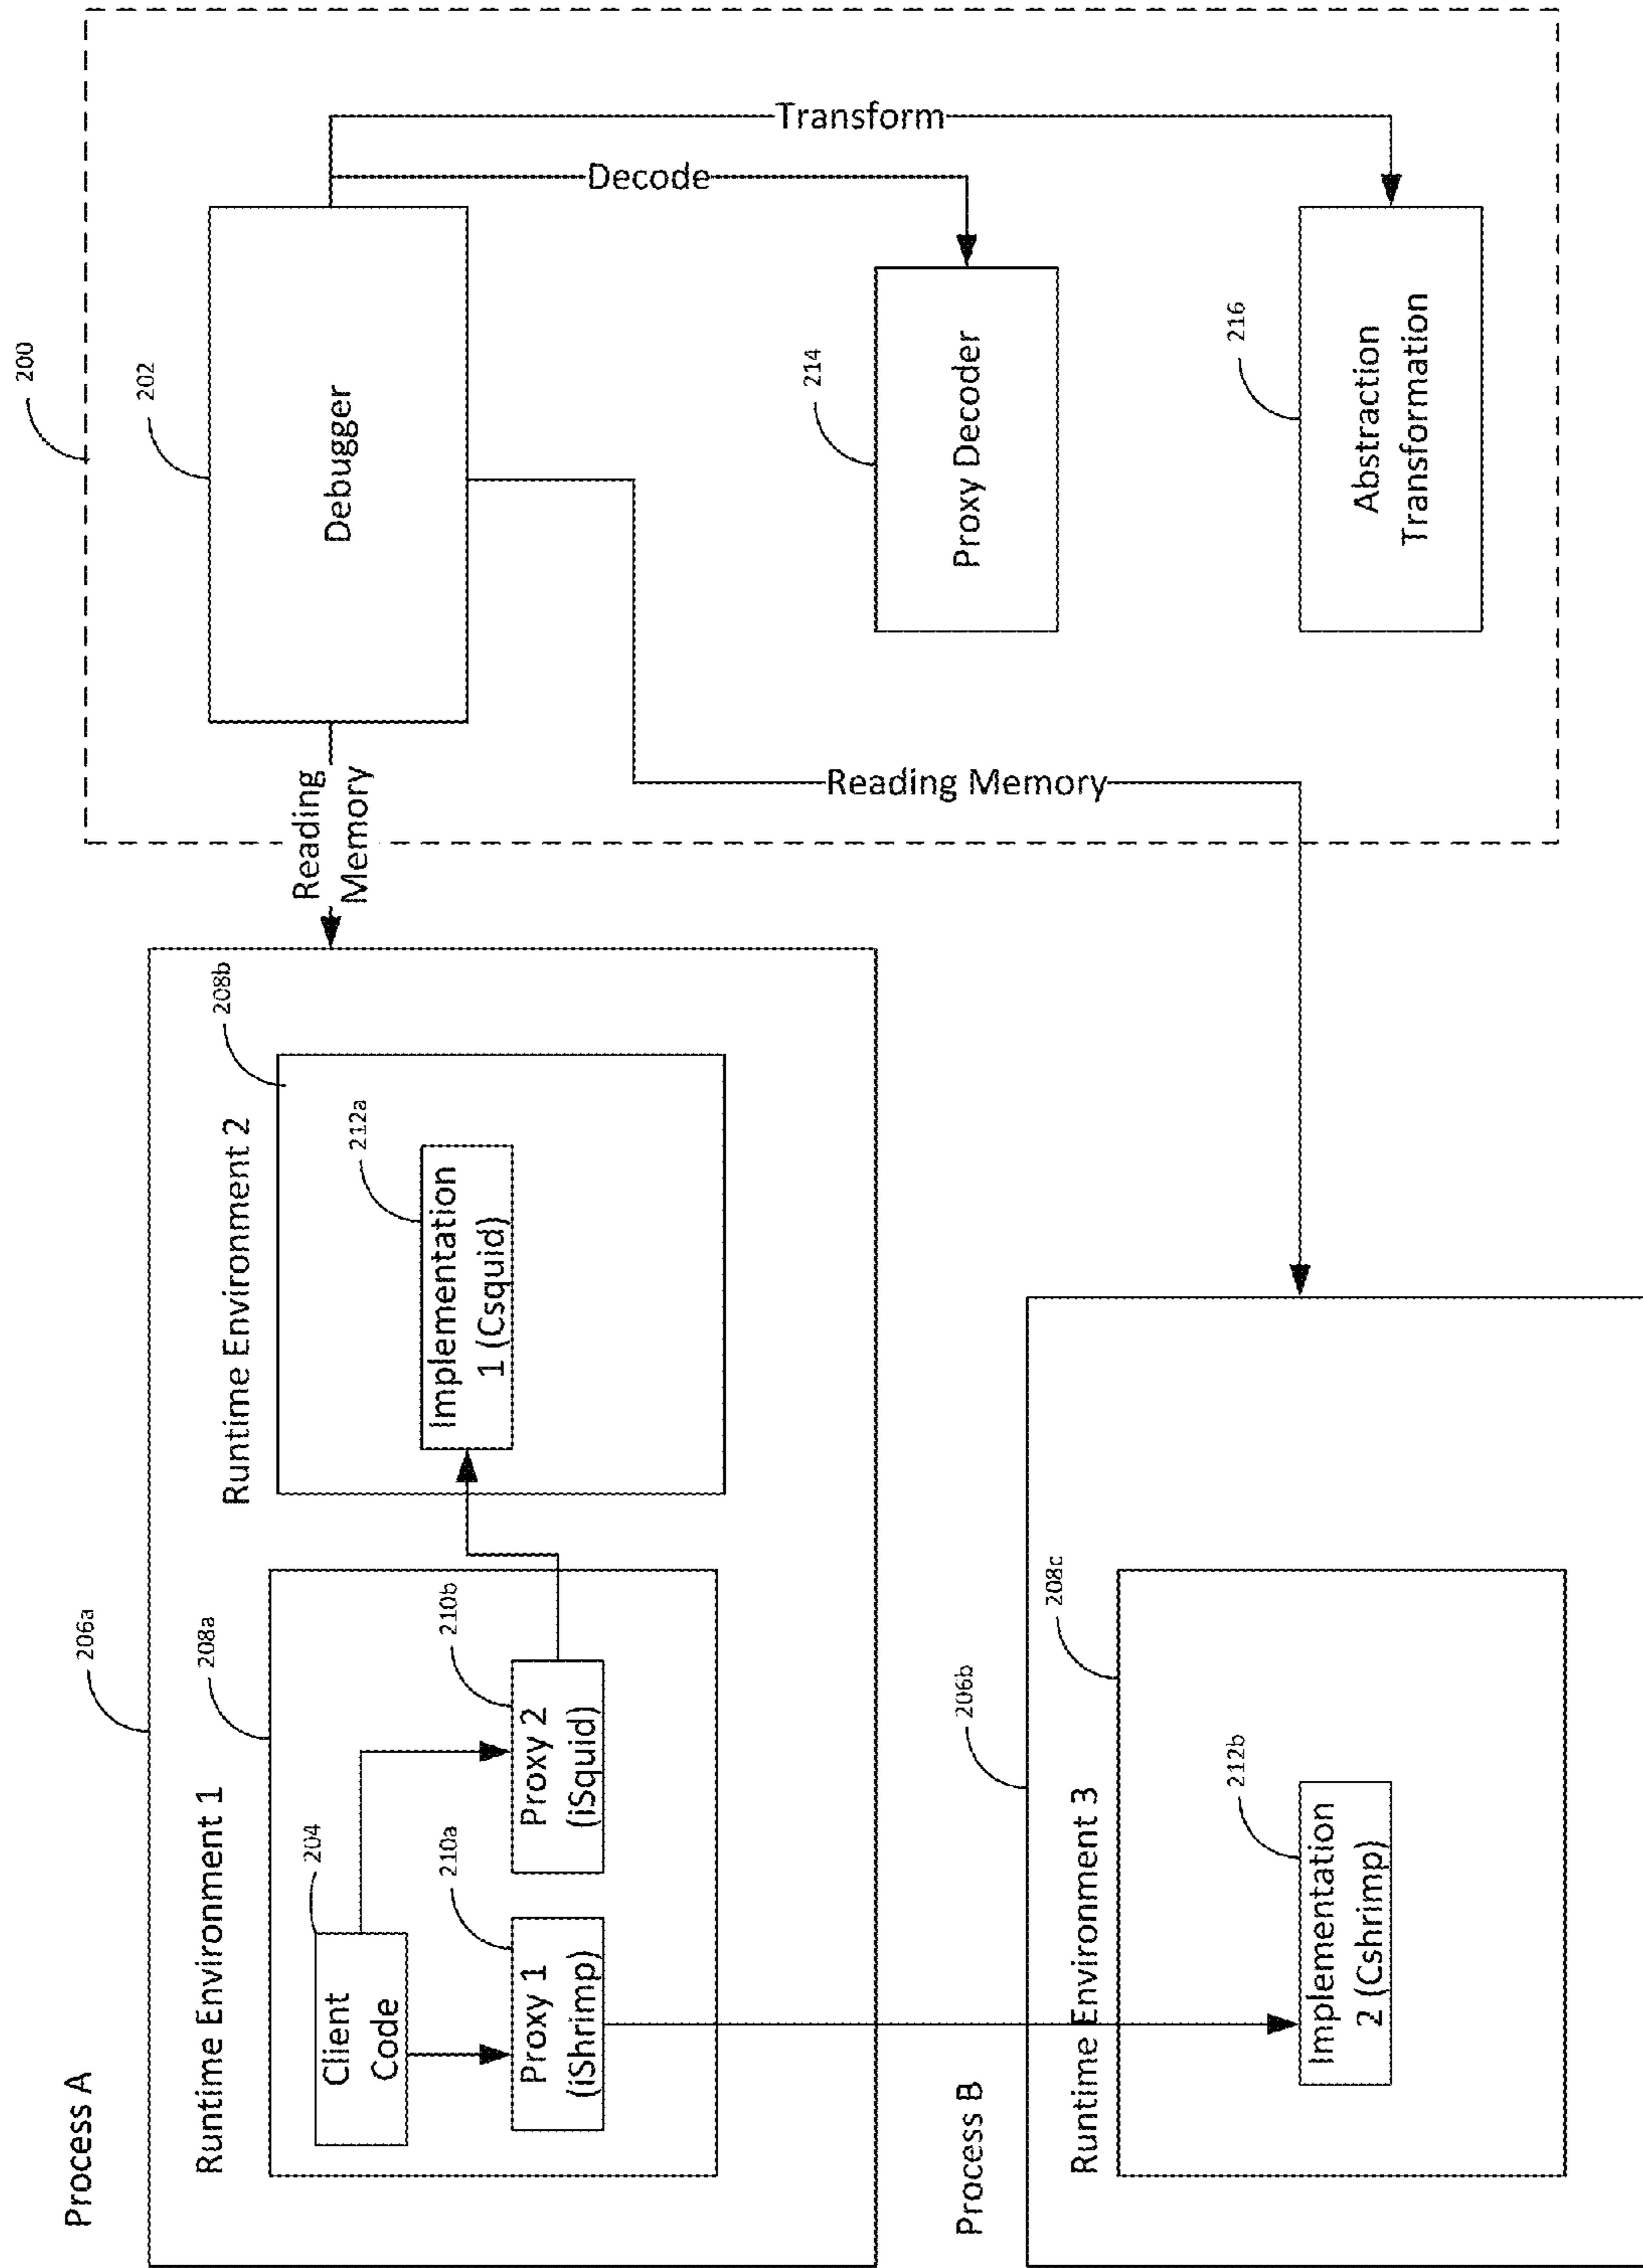 Process A
206a
Runtime Environment 1
208a
Client
Code
204
Proxy 1
(iShrimp)
210a
Proxy 2
(iSquid)
210b
Runtime Environment 2
208b
Implementation
1 (Csquid)
212a
Process B
206b
Runtime Environment 3
208c
Implementation
2 (Cshrimp)
212b
Reading
Memory
Reading Memory
200
202
Debugger
Decode
Transform
214
Proxy Decoder
216
Abstraction
Transformation